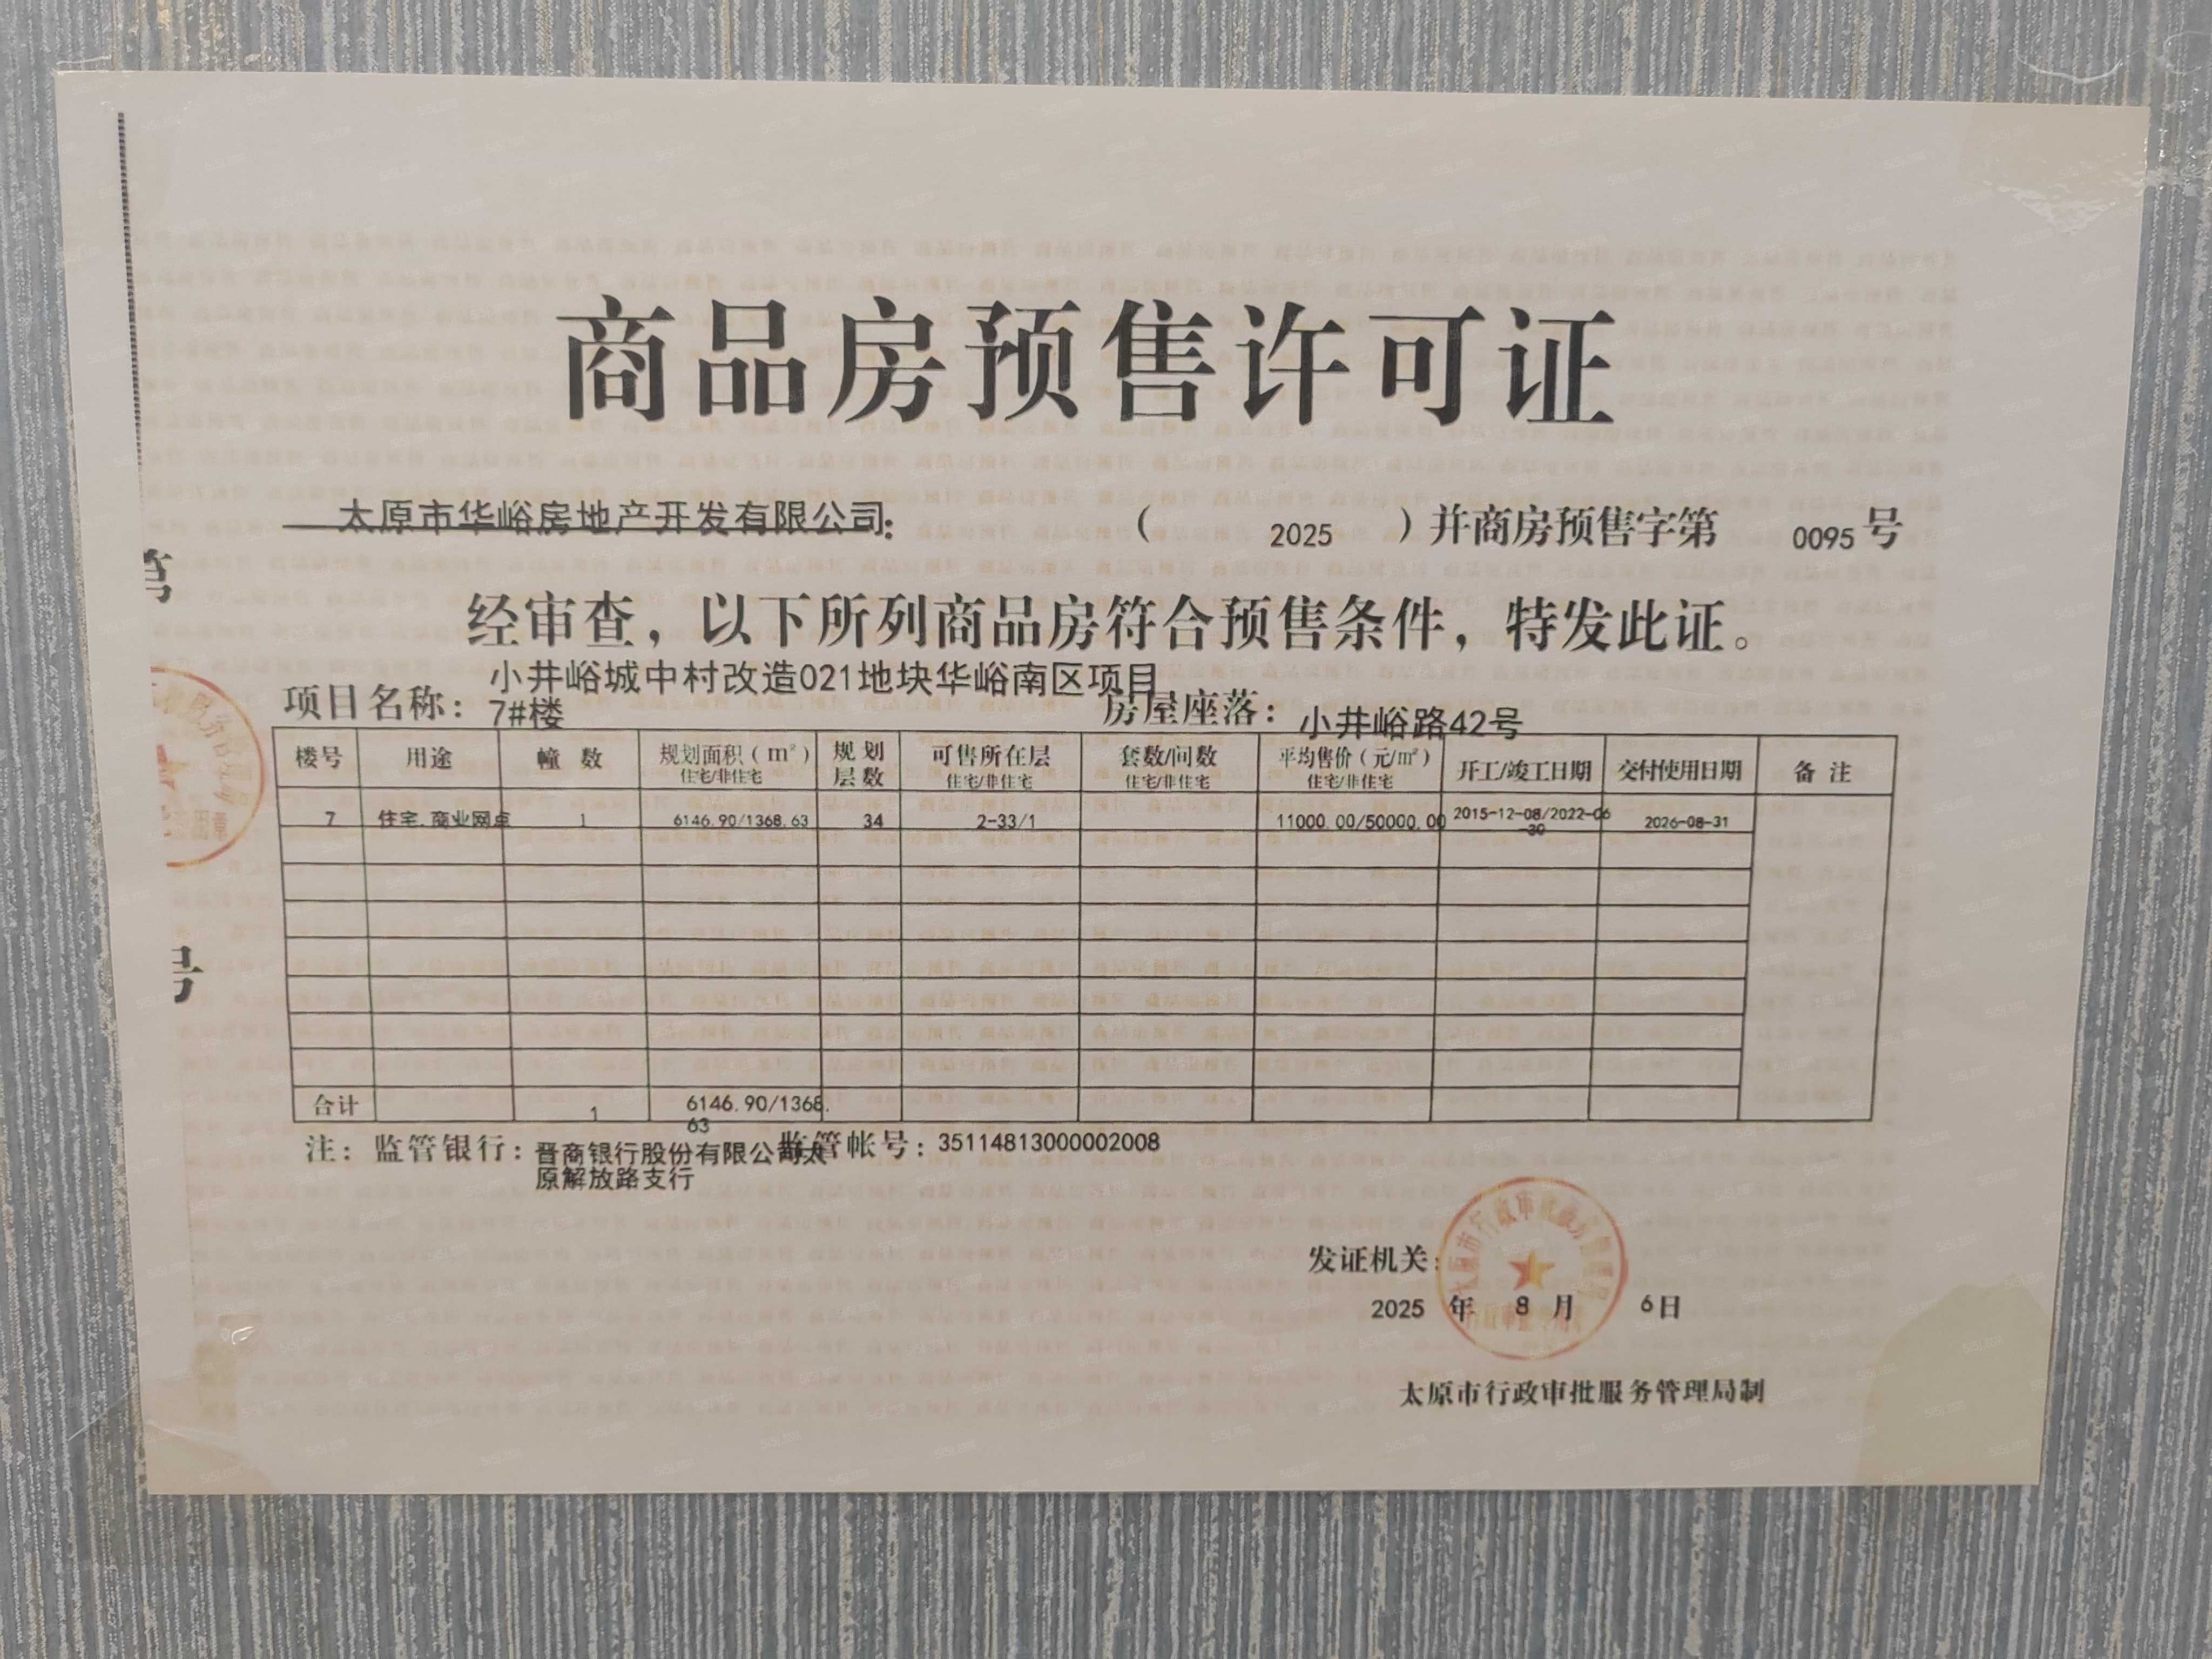 商品房预售许可证
太原市华峪房地产开发有限公司：（2025）并商房预售字第0095号
经审查，以下所列商品房符合预售条件，特发此证。
项目名称：小井峪城中村改造021地块华峪南区项目
7#楼
房屋座落：小井峪路42号
楼号 用途 幢数 规划面积（m²） 规划层数 可售所在层 套数/间数 平均售价（元/m²） 开工/竣工日期 交付使用日期 备注
住宅/非住宅 住宅/非住宅 住宅/非住宅 住宅/非住宅
7 住宅,商业网点 1 6146.90/1368.63 34 2-33/1 11000.00/50000.00 2015-12-08/2022-06
-30 2026-08-31
合计 1 6146.90/1368.
63
注：监管银行：晋商银行股份有限公司太
原解放路支行
监管帐号：35114813000002008
第
号
发证机关：
2025年8月6日
太原市行政审批服务管理局制